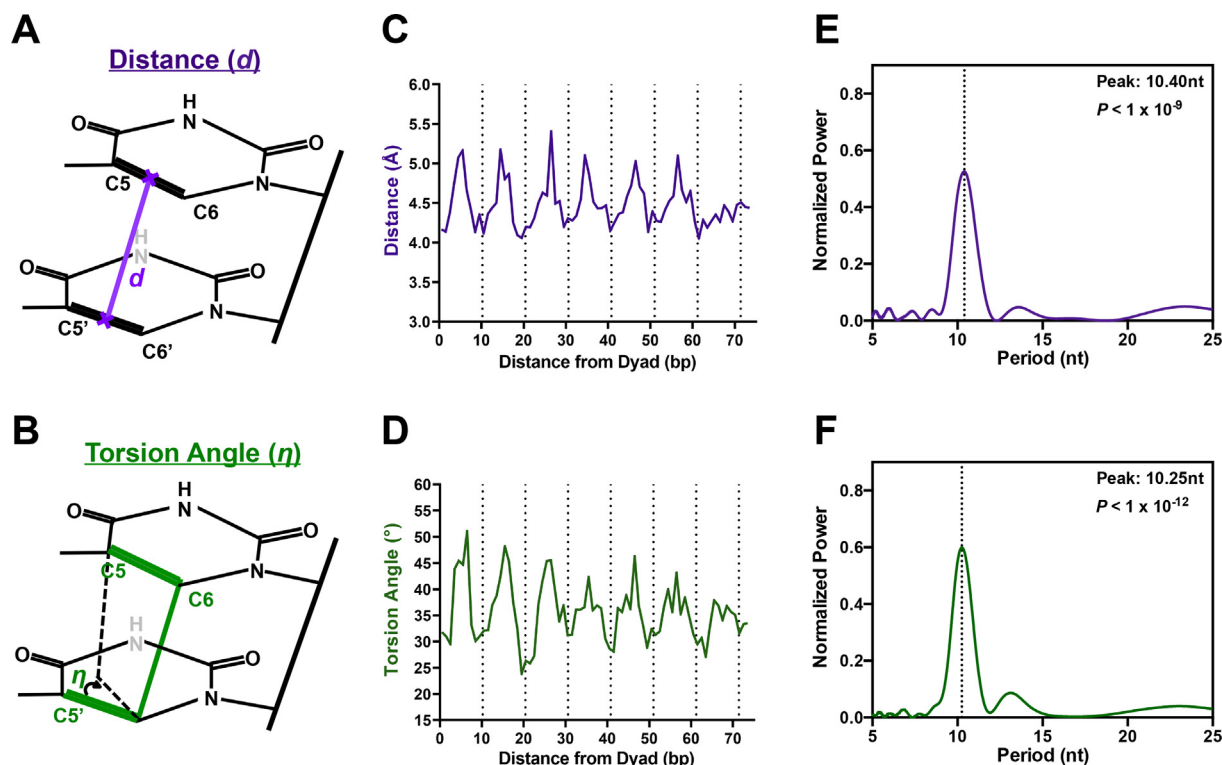 A
Distance (d)
H
N
O
O
C5
N
C6
H
N
O
O
d
N
C5’
C6’
B
Torsion Angle (η)
H
N
O
O
C5
N
C6
H
N
O
O
η
N
C5’
C
6.0
5.5
5.0
4.5
4.0
3.5
3.0
Distance (Å)
0 10 20 30 40 50 60 70
Distance from Dyad (bp)
D
60
55
50
45
40
35
30
25
20
15
Torsion Angle (°)
0 10 20 30 40 50 60 70
Distance from Dyad (bp)
E
Peak: 10.40nt
P < 1 x 10⁻⁹
0.8
0.6
0.4
0.2
0.0
Normalized Power
5 10 15 20 25
Period (nt)
F
Peak: 10.25nt
P < 1 x 10⁻¹²
0.8
0.6
0.4
0.2
0.0
Normalized Power
5 10 15 20 25
Period (nt)